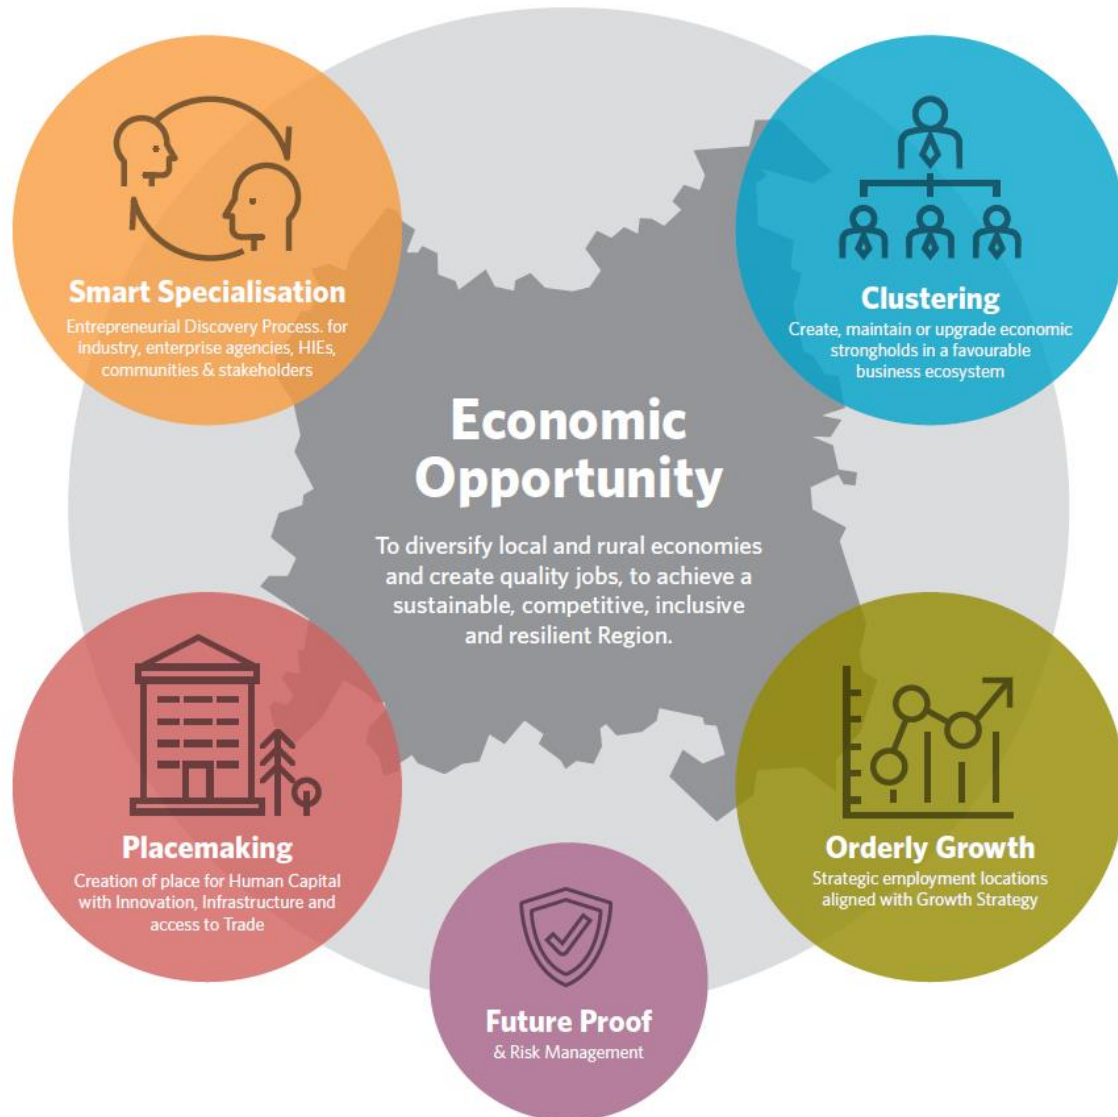 Smart Specialisation
Entrepreneurial Discovery Process. for
industry, enterprise agencies, HIEs,
communities & stakeholders
Clustering
Create, maintain or upgrade economic
strongholds in a favourable
business ecosystem
Economic
Opportunity
To diversify local and rural economies
and create quality jobs, to achieve a
sustainable, competitive, inclusive
and resilient Region.
Placemaking
Creation of place for Human Capital
with Innovation, Infrastructure and
access to Trade
Orderly Growth
Strategic employment locations
aligned with Growth Strategy
Future Proof
& Risk Management